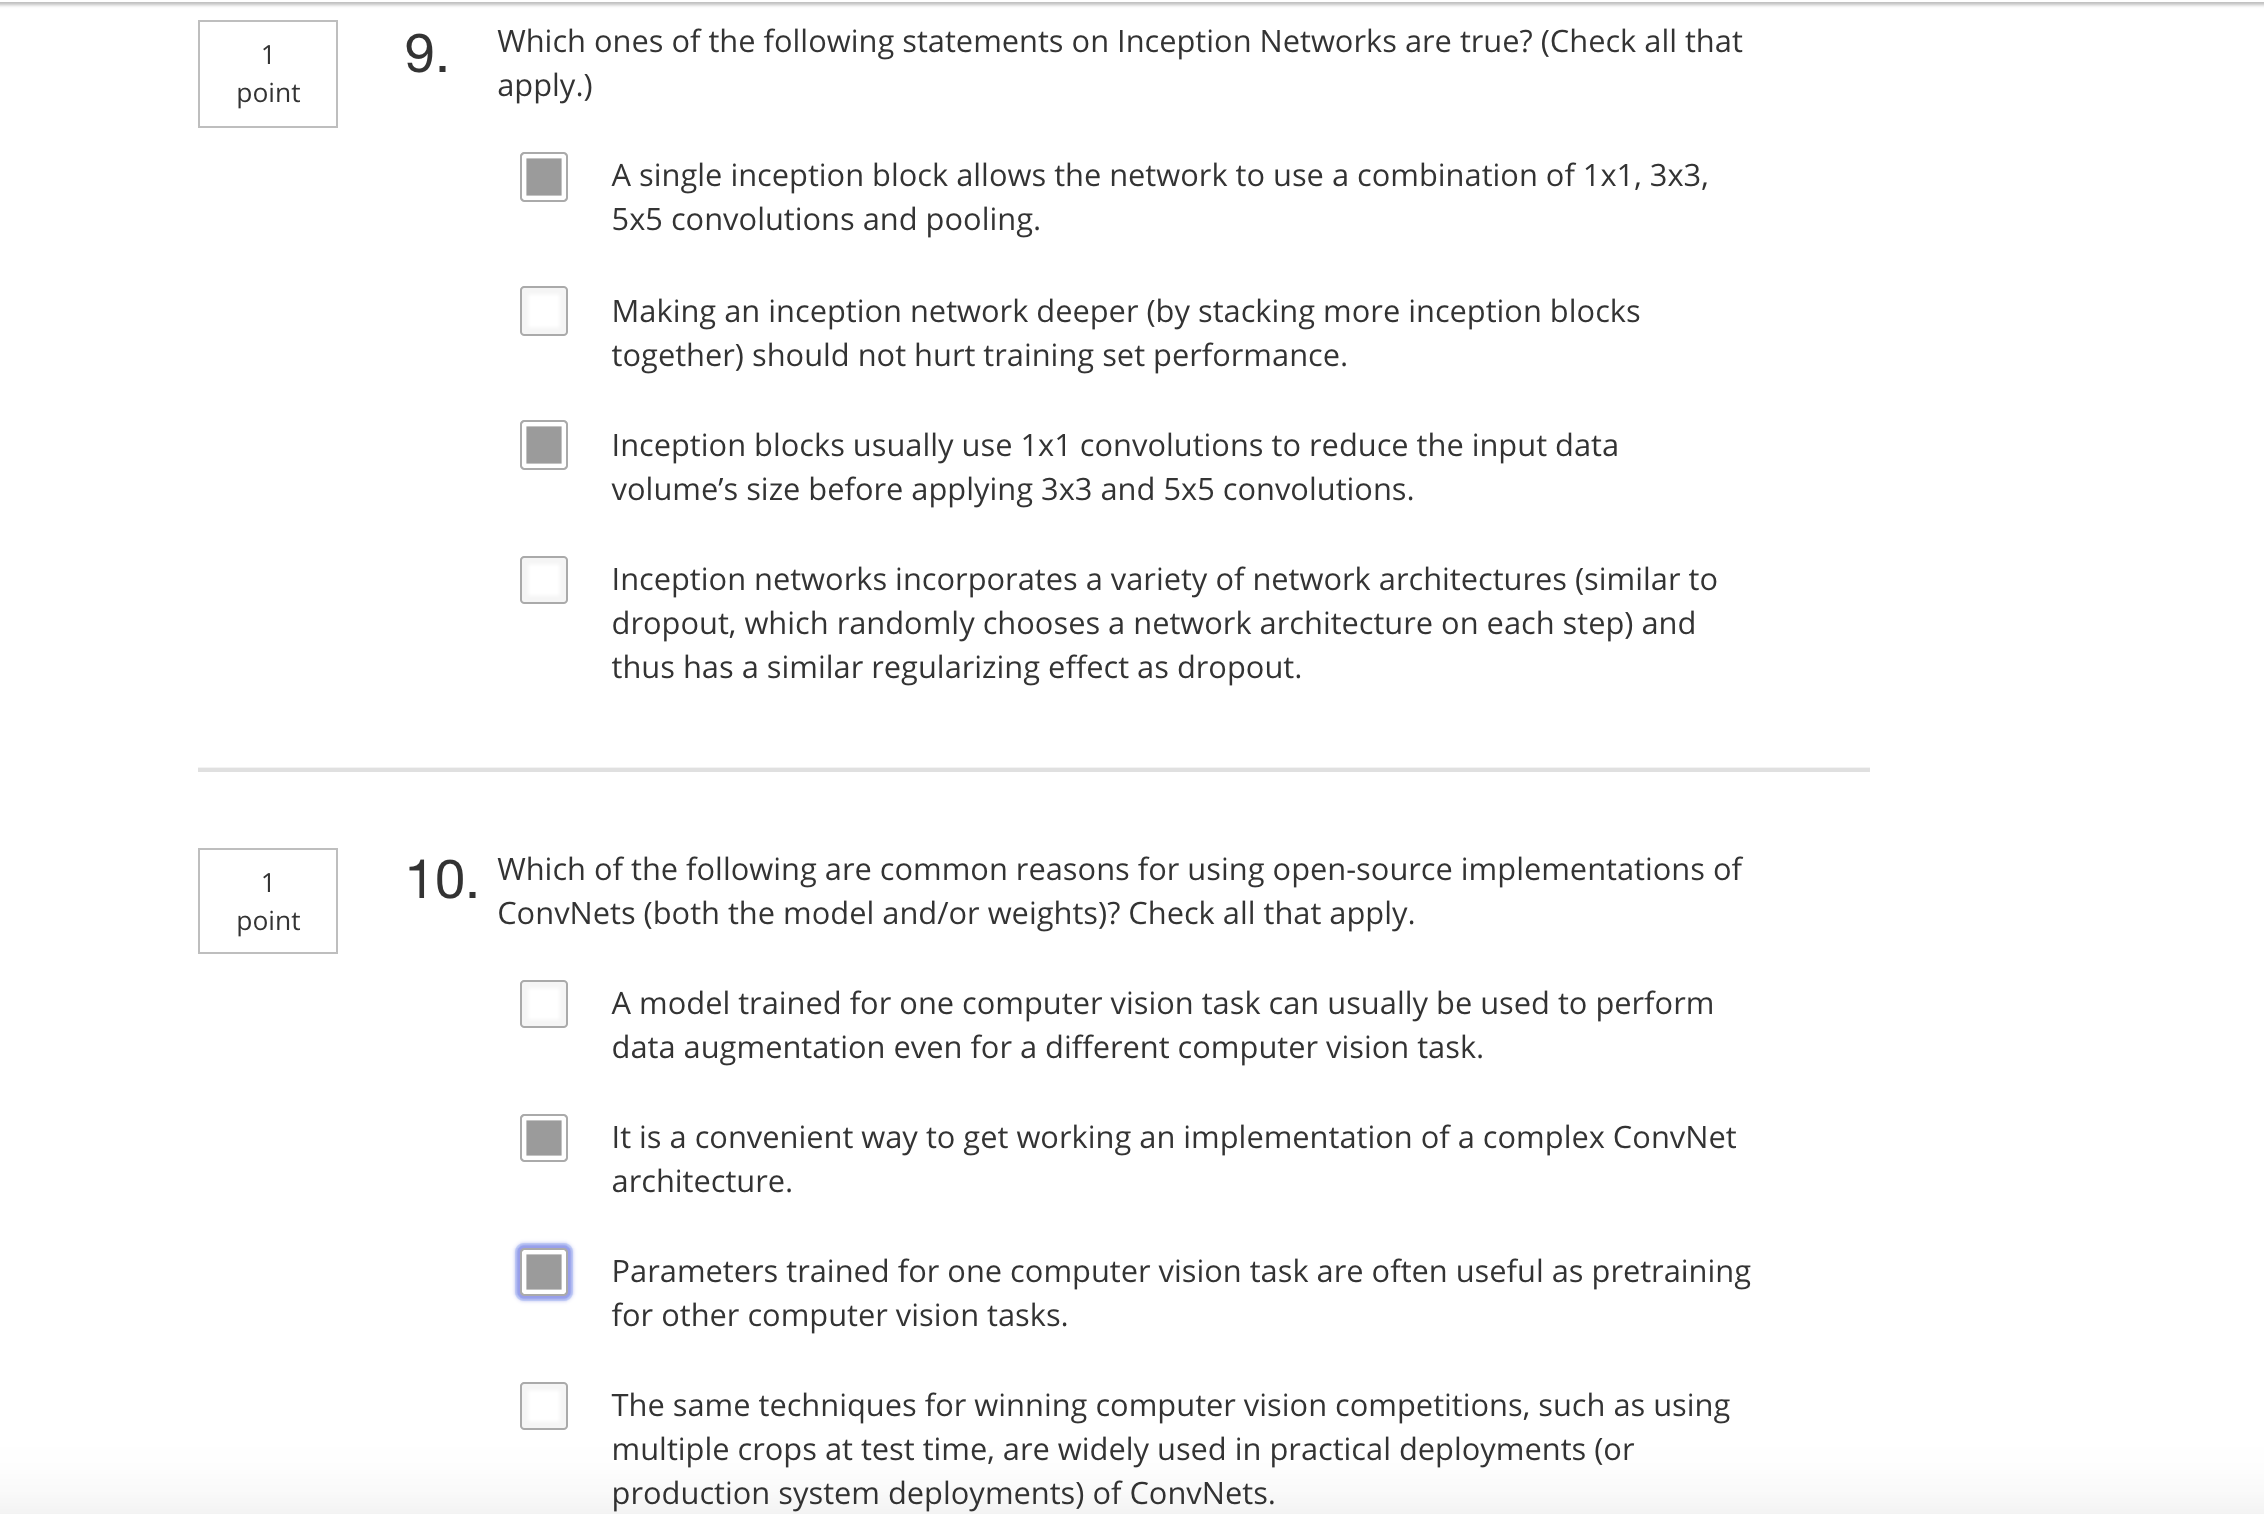 1
point
9.
Which ones of the following statements on Inception Networks are true? (Check all that
apply.)
A single inception block allows the network to use a combination of 1x1, 3x3,
5x5 convolutions and pooling.
Making an inception network deeper (by stacking more inception blocks
together) should not hurt training set performance.
Inception blocks usually use 1x1 convolutions to reduce the input data
volume’s size before applying 3x3 and 5x5 convolutions.
Inception networks incorporates a variety of network architectures (similar to
dropout, which randomly chooses a network architecture on each step) and
thus has a similar regularizing effect as dropout.
1
point
10.
Which of the following are common reasons for using open-source implementations of
ConvNets (both the model and/or weights)? Check all that apply.
A model trained for one computer vision task can usually be used to perform
data augmentation even for a different computer vision task.
It is a convenient way to get working an implementation of a complex ConvNet
architecture.
Parameters trained for one computer vision task are often useful as pretraining
for other computer vision tasks.
The same techniques for winning computer vision competitions, such as using
multiple crops at test time, are widely used in practical deployments (or
production system deployments) of ConvNets.